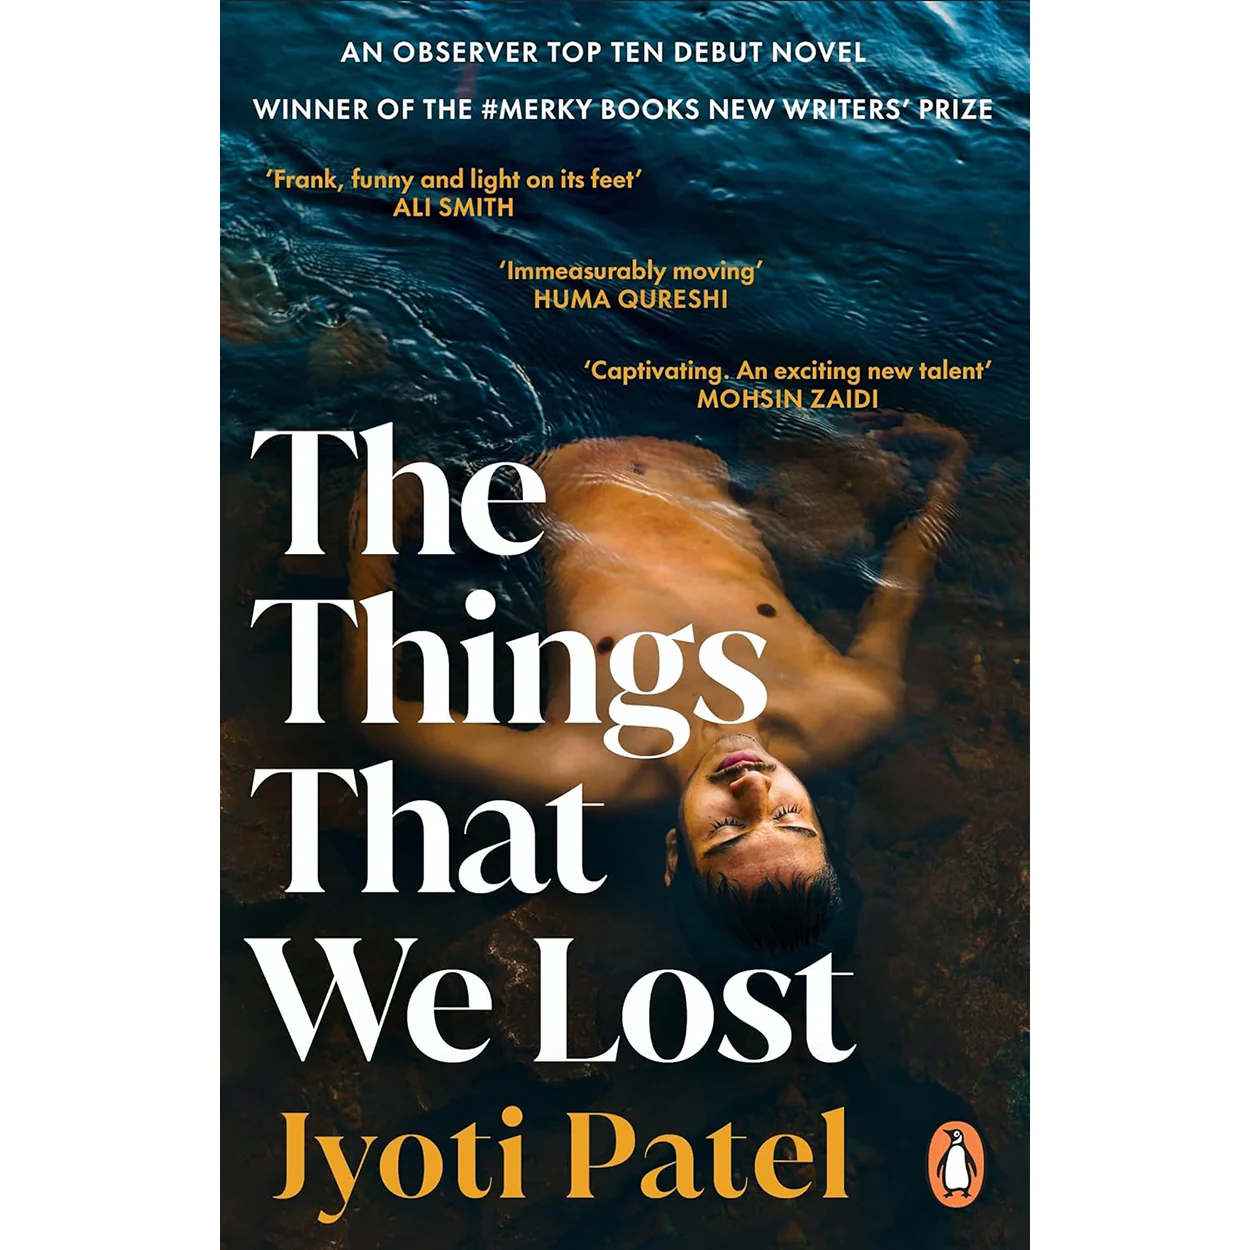 AN OBSERVER TOP TEN DEBUT NOVEL
WINNER OF THE #MERKY BOOKS NEW WRITERS’ PRIZE
‘Frank, funny and light on its feet’
ALI SMITH
‘Immeasurably moving’
HUMA QURESHI
‘Captivating. An exciting new talent’
MOHSIN ZAIDI
The
Things
That
We Lost
Jyoti Patel